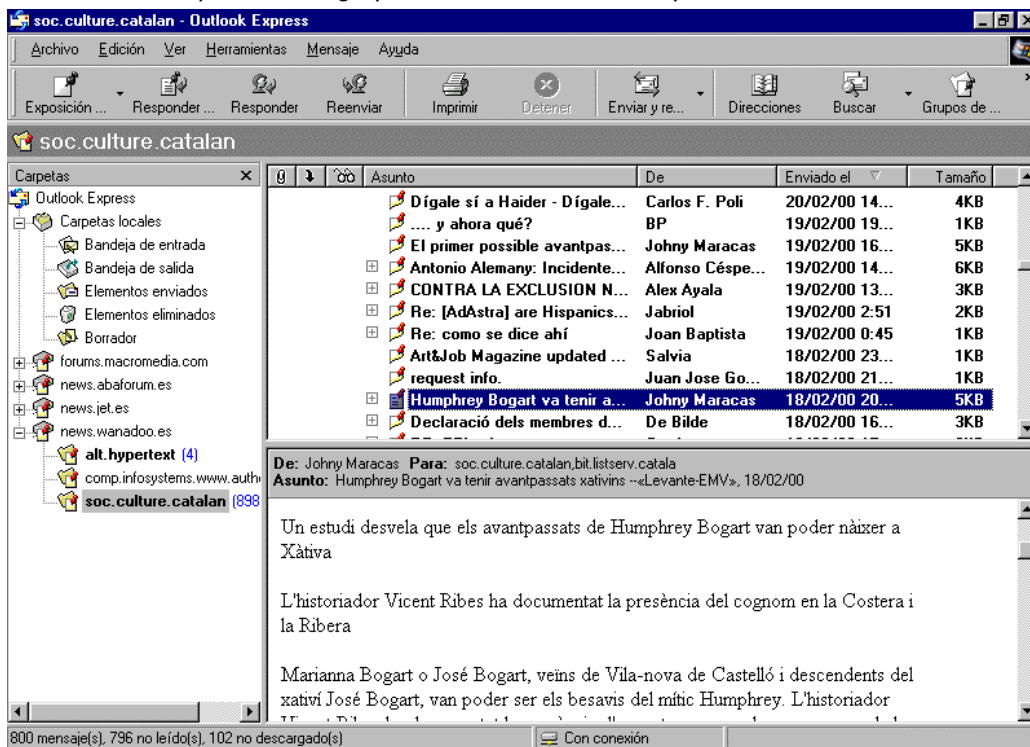 soc.culture.catalan - Outlook Express
Archivo Edición Ver Herramientas Mensaje Ayuda
Exposición ... Responder ... Responder Reenviar Imprimir Detener Enviar y re... Direcciones Buscar Grupos de ...
soc.culture.catalan
Carpetas
Outlook Express
Carpetas locales
Bandeja de entrada
Bandeja de salida
Elementos enviados
Elementos eliminados
Borrador
forums.macromedia.com
news.abaforum.es
news.jet.es
news.wanadoo.es
alt.hypertext (4)
comp.infosystems.www.auth
soc.culture.catalan (898
Asunto De Enviado el Tamaño
Dígale sí a Haider - Dígale... Carlos F. Poli 20/02/00 14... 4KB
.... y ahora qué? BP 19/02/00 19... 1KB
El primer possible avantpas... Johny Maracas 19/02/00 16... 5KB
Antonio Alemany: Incidente... Alfonso Céspe... 19/02/00 14... 6KB
CONTRA LA EXCLUSION N... Alex Ayala 19/02/00 13... 3KB
Re: [AdAstra] are Hispanics... Jabriol 19/02/00 2:51 2KB
Re: como se dice ahí Joan Baptista 19/02/00 0:45 1KB
Art&Job Magazine updated ... Salvia 18/02/00 23... 1KB
request info. Juan Jose Go... 18/02/00 21... 1KB
Humphrey Bogart va tenir a... Johny Maracas 18/02/00 20... 5KB
Declaració dels membres d... De Bilde 18/02/00 16... 3KB
De: Johny Maracas Para: soc.culture.catalan,bit.listserv.catala
Asunto: Humphrey Bogart va tenir avantpassats xativins --«Levante-EMV», 18/02/00
Un estudi desvela que els avantpassats de Humphrey Bogart van poder nàixer a
Xàtiva
L'historiador Vicent Ribes ha documentat la presència del cognom en la Costera i
la Ribera
Marianna Bogart o José Bogart, veïns de Vila-nova de Castelló i descendents del
xativí José Bogart, van poder ser els besavis del mític Humphrey. L'historiador
800 mensaje(s), 796 no leído(s), 102 no descargado(s) Con conexión